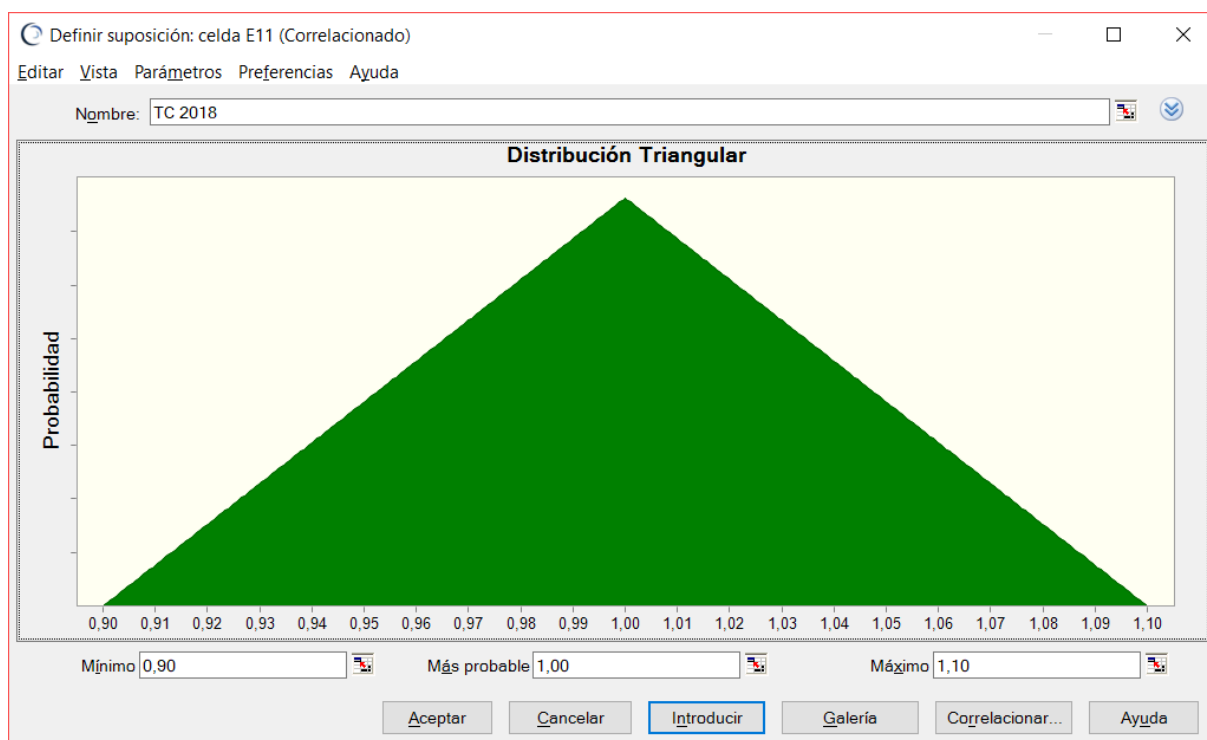 Definir suposición: celda E11 (Correlacionado)
Editar Vista Parámetros Preferencias Ayuda
Nombre: TC 2018
Distribución Triangular
Probabilidad
0,90 0,91 0,92 0,93 0,94 0,95 0,96 0,97 0,98 0,99 1,00 1,01 1,02 1,03 1,04 1,05 1,06 1,07 1,08 1,09 1,10
Mínimo 0,90 Más probable 1,00 Máximo 1,10
Aceptar Cancelar Introducir Galería Correlacionar... Ayuda